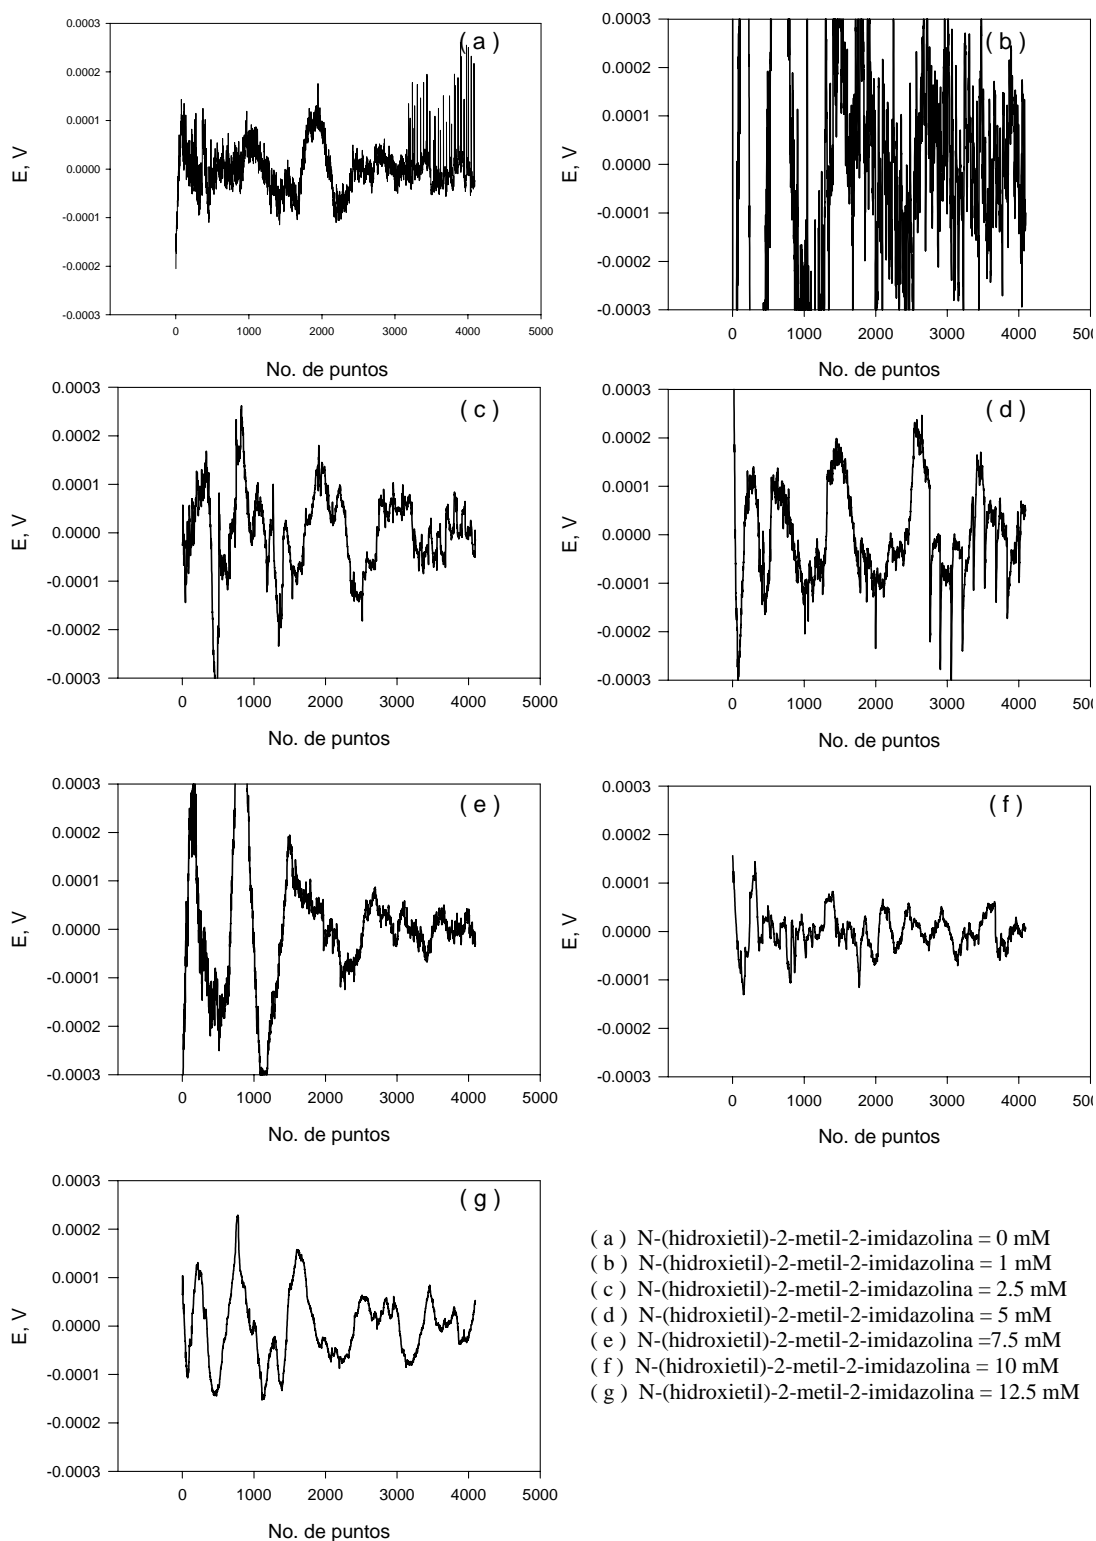 0.0003
0.0002
0.0001
0.0000
-0.0001
-0.0002
-0.0003
E, V
( a )
0 1000 2000 3000 4000 5000
No. de puntos
0.0003
0.0002
0.0001
0.0000
-0.0001
-0.0002
-0.0003
E, V
( b )
0 1000 2000 3000 4000 500
No. de puntos
0.0003
0.0002
0.0001
0.0000
-0.0001
-0.0002
-0.0003
E, V
( c )
0 1000 2000 3000 4000 5000
No. de puntos
0.0003
0.0002
0.0001
0.0000
-0.0001
-0.0002
-0.0003
E, V
( d )
0 1000 2000 3000 4000 500
No. de puntos
0.0003
0.0002
0.0001
0.0000
-0.0001
-0.0002
-0.0003
E, V
( e )
0 1000 2000 3000 4000 5000
No. de puntos
0.0003
0.0002
0.0001
0.0000
-0.0001
-0.0002
-0.0003
E, V
( f )
0 1000 2000 3000 4000 500
No. de puntos
0.0003
0.0002
0.0001
0.0000
-0.0001
-0.0002
-0.0003
E, V
( g )
0 1000 2000 3000 4000 5000
No. de puntos
( a ) N-(hidroxietil)-2-metil-2-imidazolina = 0 mM
( b ) N-(hidroxietil)-2-metil-2-imidazolina = 1 mM
( c ) N-(hidroxietil)-2-metil-2-imidazolina = 2.5 mM
( d ) N-(hidroxietil)-2-metil-2-imidazolina = 5 mM
( e ) N-(hidroxietil)-2-metil-2-imidazolina =7.5 mM
( f ) N-(hidroxietil)-2-metil-2-imidazolina = 10 mM
( g ) N-(hidroxietil)-2-metil-2-imidazolina = 12.5 mM